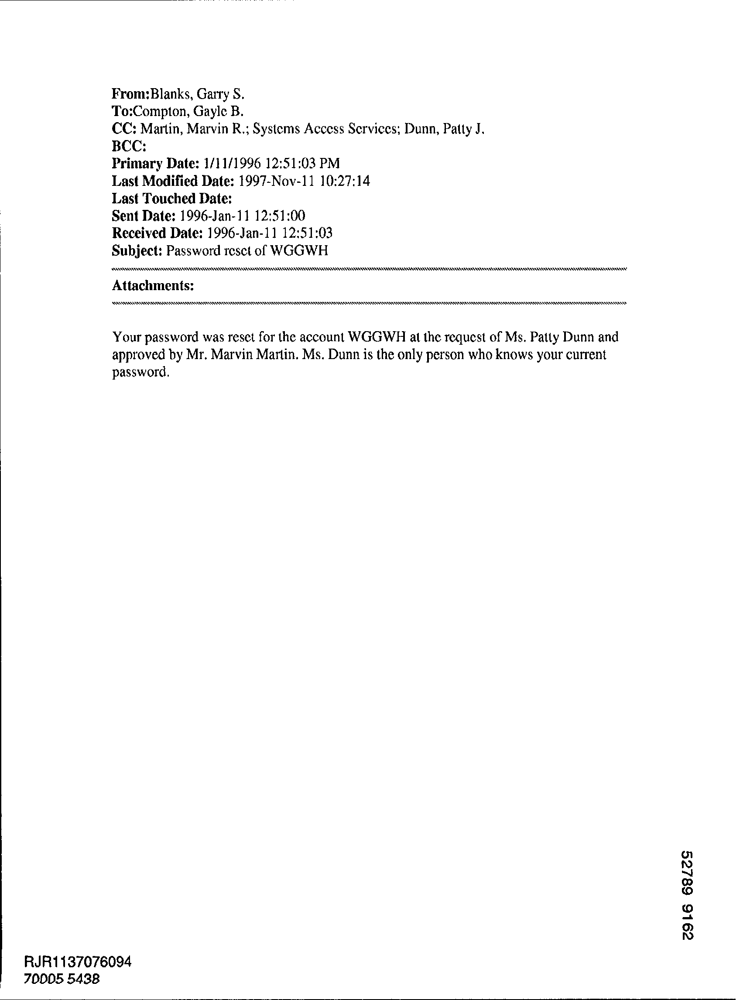 From:Blanks, Garry S.
To:Compton, Gayle B.
CC: Martin, Marvin R.; Systems Access Services; Dunn, Patty J.
BCC:
Primary Date: 1/11/1996 12:51:03 PM
Last Modified Date: 1997-Nov-11 10:27:14
Last Touched Date:
Sent Date: 1996-Jan-11 12:51:00
Received Date: 1996-Jan-11 12:51:03
Subject: Password reset of WGGWH
Attachments:
Your password was reset for the account WGGWH at the request of Ms. Patty Dunn and
approved by Mr. Marvin Martin. Ms. Dunn is the only person who knows your current
password.
52789 9162
RJR1137076094
70005 5438